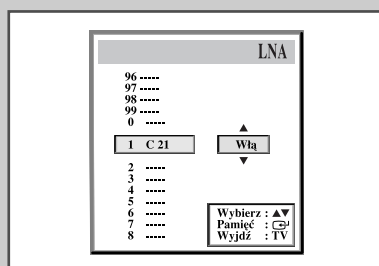 LNA
96 -----
97 -----
98 -----
99 -----
0 -----
1 C 21 Włą
2 -----
3 -----
4 -----
5 -----
6 -----
7 -----
8 -----
Wybierz : ▲▼
Pamięć :
Wyjdź : TV